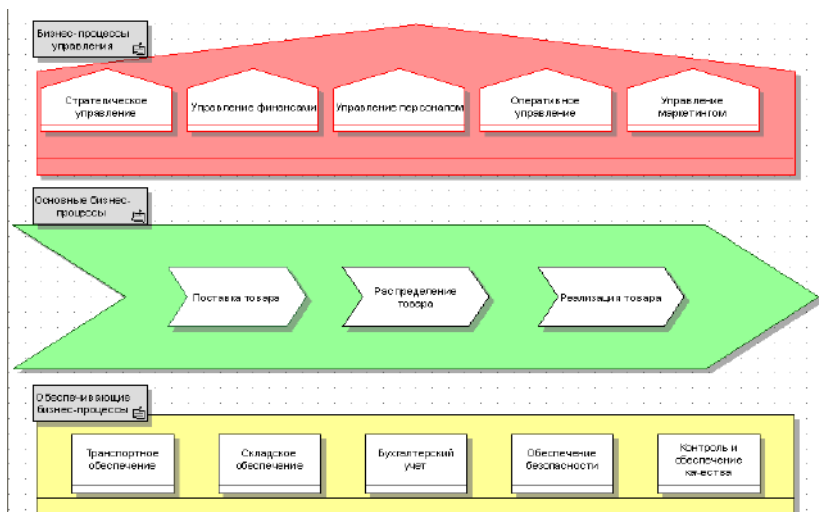 Бизнес-процессы
управления
Стратегическое
управление
Управление финансами
Управление персоналом
Оперативное
управление
Управление
маркетингом
Основные бизнес-
процессы
Поставка товара
Распределение
товара
Реализация товара
Обеспечивающие
бизнес-процессы
Транспортное
обеспечение
Складское
обеспечение
Бухгалтерский
учет
Обеспечение
безопасности
Контроль и
обеспечение
качества